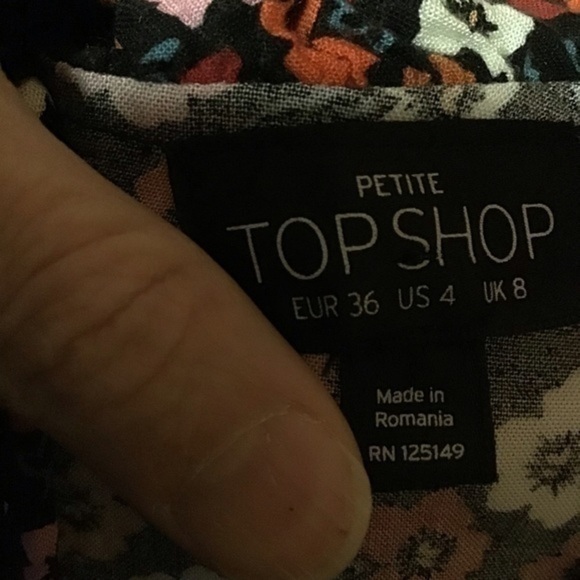 PETITE
TOPSHOP
EUR 36 US 4 UK 8
Made in
Romania
RN 125149